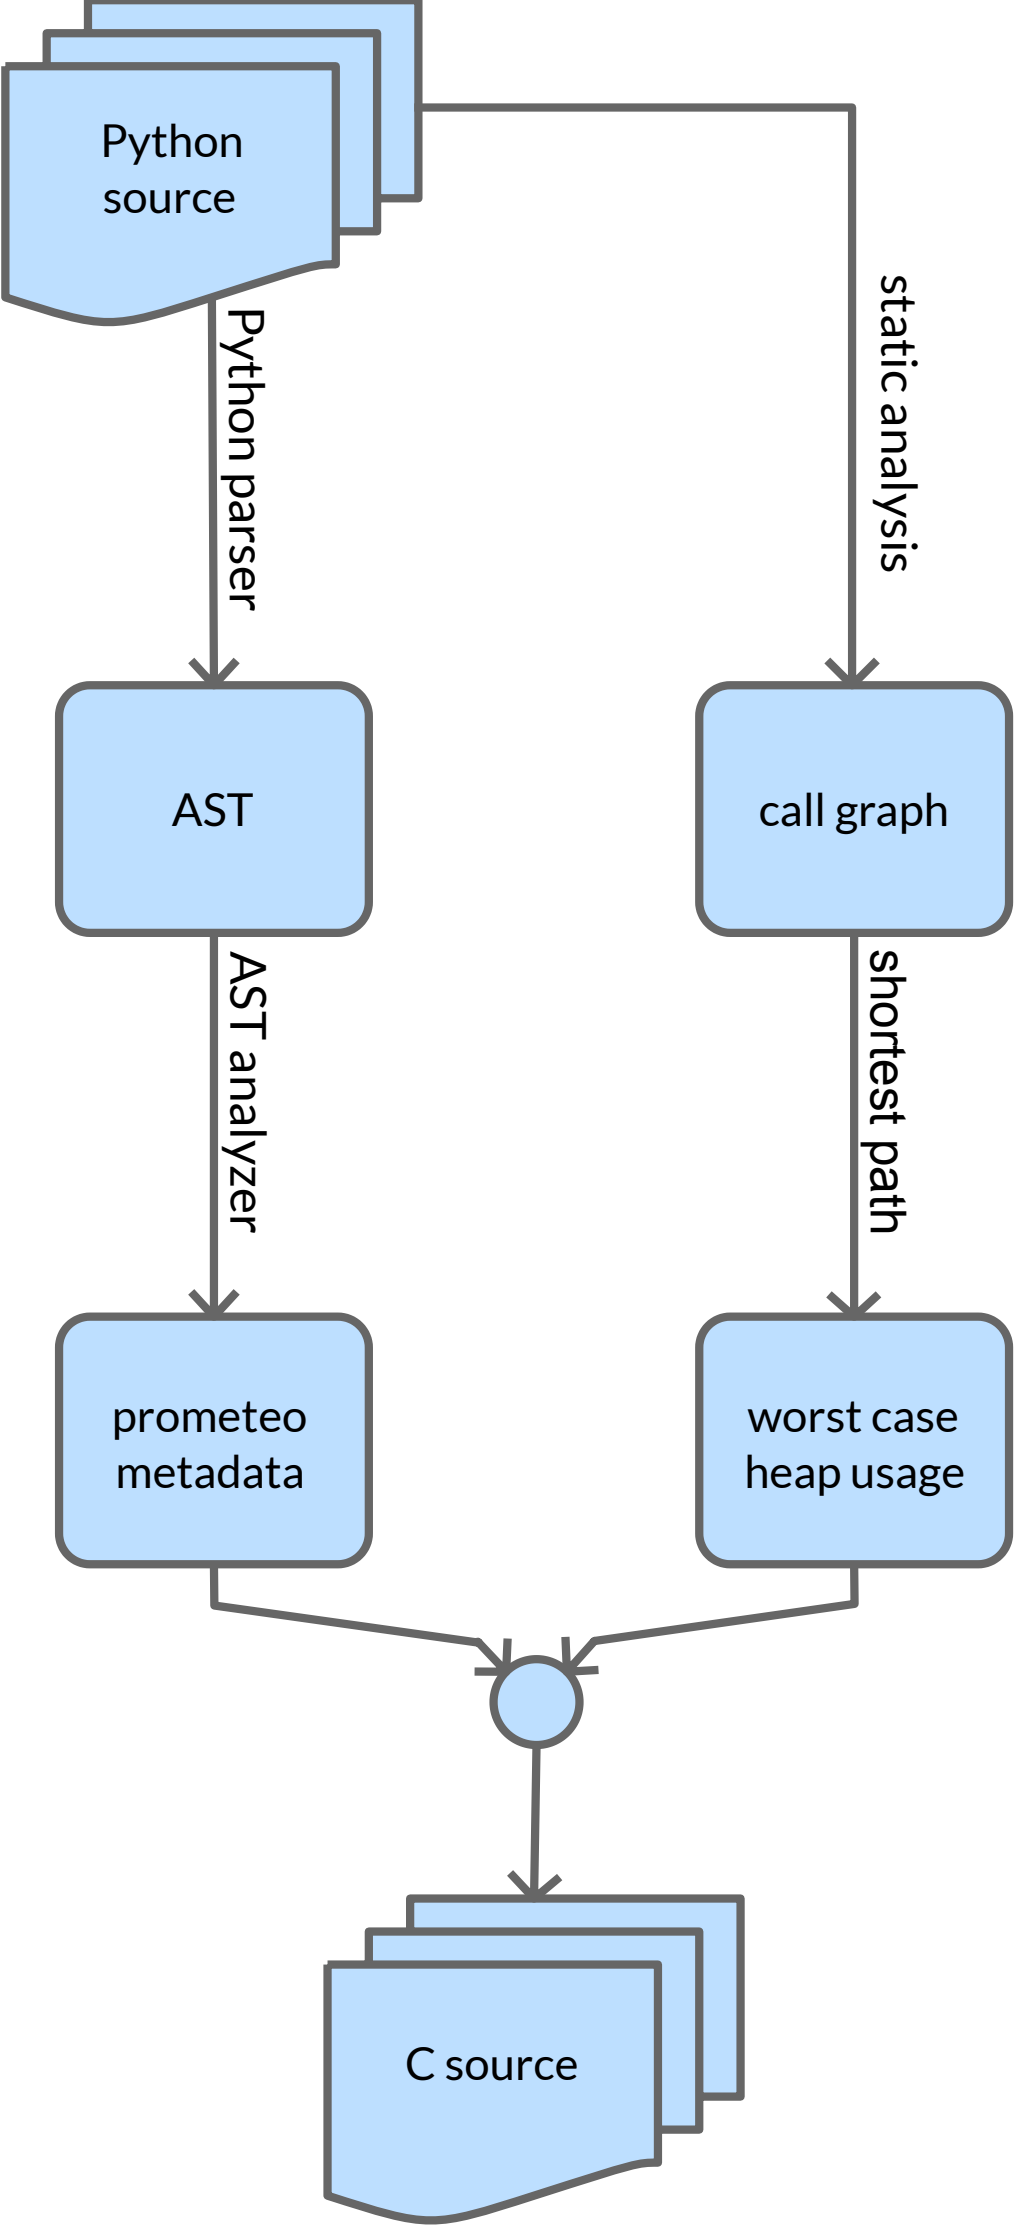 Python
source
Python parser
static analysis
AST
call graph
AST analyzer
shortest path
prometeo
metadata
worst case
heap usage
C source